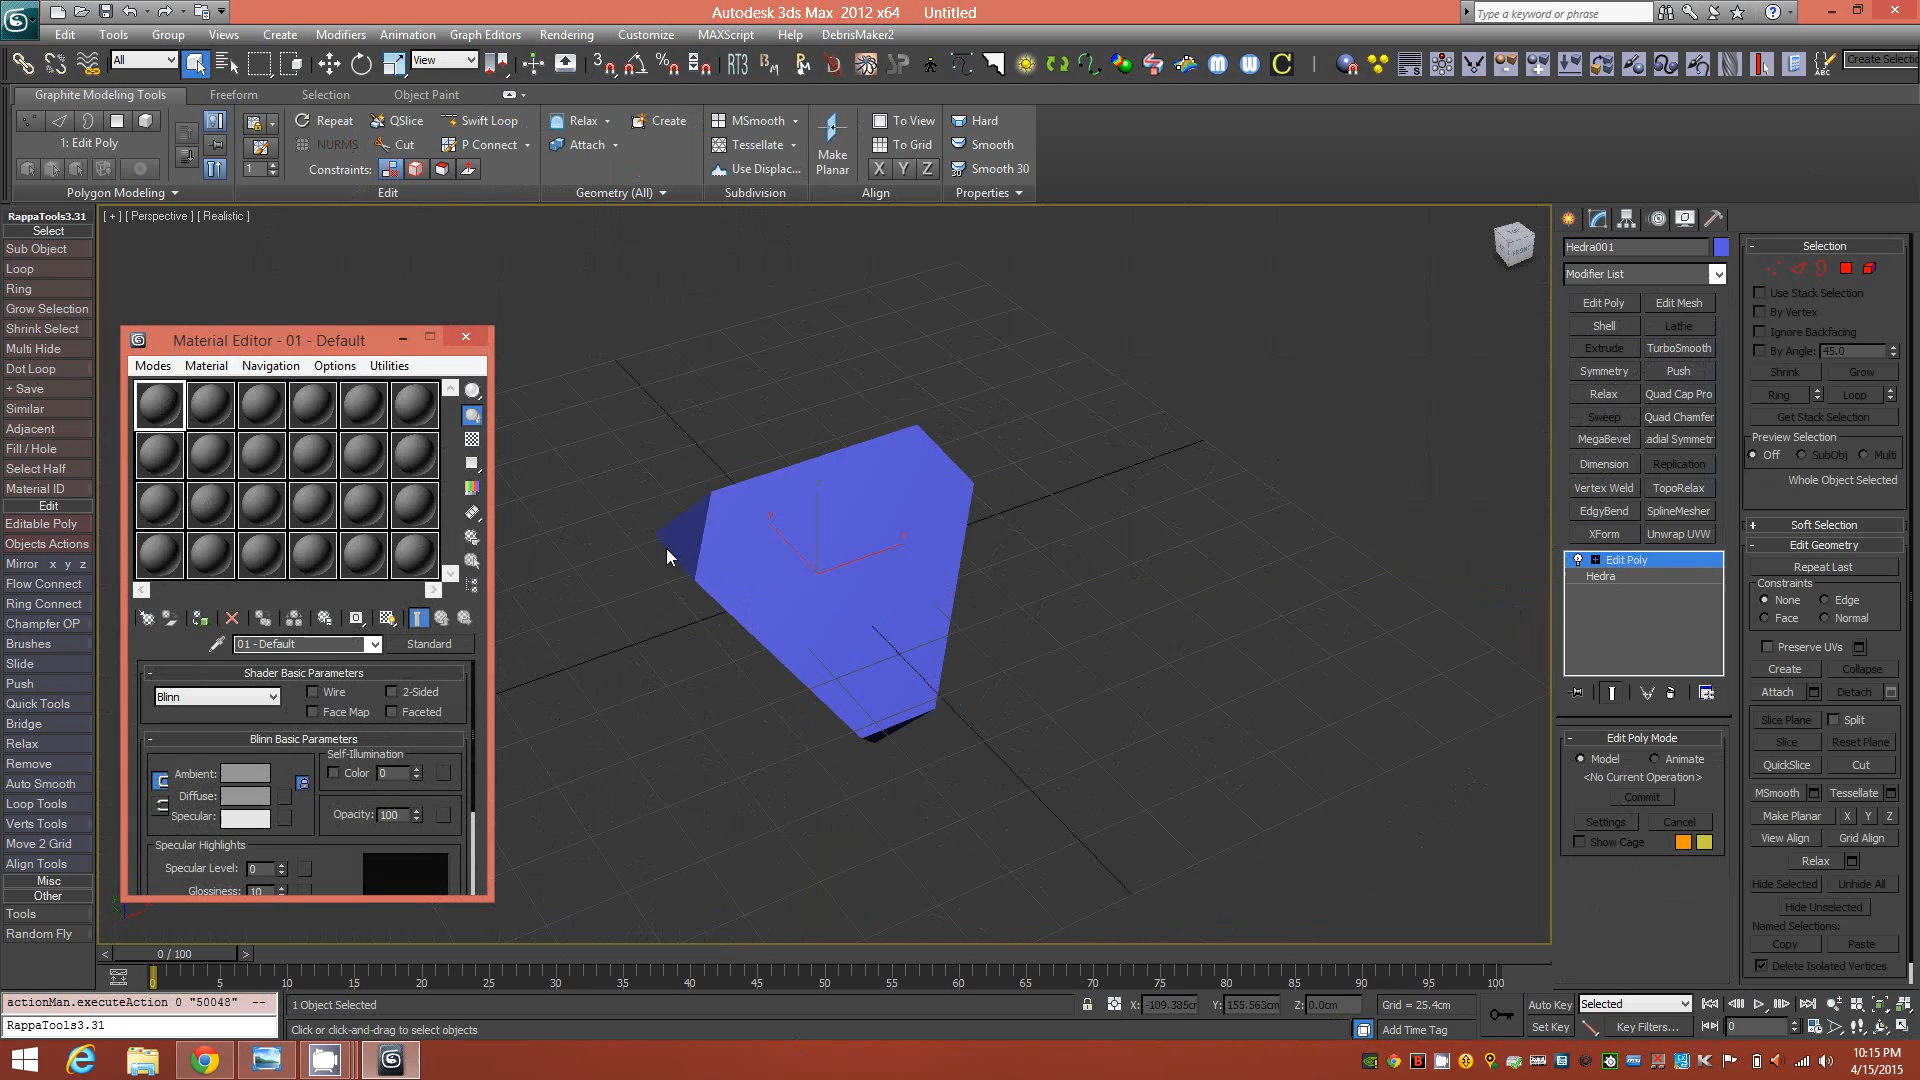 Autodesk 3ds Max 2012 x64 Untitled
Type a keyword or phrase
Edit Tools Group Views Create Modifiers Animation Graph Editors Rendering Customize MAXScript Help DebrisMaker2
All View Create Selectio
Graphite Modeling Tools Freeform Selection Object Paint
Repeat QSlice Swift Loop Relax Create MSmooth To View Hard
1: Edit Poly NURMS Cut P Connect Attach Tessellate Make Planar To Grid Smooth
1 Constraints: Use Displac... X Y Z Smooth 30
Polygon Modeling Edit Geometry (All) Subdivision Align Properties
RappaTools3.31
Select
Sub Object
Loop
Ring
Grow Selection
Shrink Select
Multi Hide
Dot Loop
+ Save
Similar
Adjacent
Fill / Hole
Select Half
Material ID
Edit
Editable Poly
Objects Actions
Mirror x y z
Flow Connect
Ring Connect
Champfer OP
Brushes
Slide
Push
Quick Tools
Bridge
Relax
Remove
Auto Smooth
Loop Tools
Verts Tools
Move 2 Grid
Align Tools
Misc
Other
Tools
Random Fly
[ + ] [ Perspective ] [ Realistic ]
TOP
FRONT
Material Editor - 01 - Default
Modes Material Navigation Options Utilities
01 - Default Standard
Shader Basic Parameters
Blinn Wire 2-Sided
Face Map Faceted
Blinn Basic Parameters
Self-Illumination
Ambient: Color 0
Diffuse:
Specular: Opacity: 100
Specular Highlights
Specular Level: 0
Glossiness: 10
Hedra001
Modifier List
Edit Poly Edit Mesh
Shell Lathe
Extrude TurboSmooth
Symmetry Push
Relax Quad Cap Pro
Sweep Quad Chamfer
MegaBevel adial Symmetr
Dimension Replication
Vertex Weld TopoRelax
EdgyBend SplineMesher
XForm Unwrap UVW
Edit Poly
Hedra
Edit Poly Mode
Model Animate
<No Current Operation>
Commit
Settings Cancel
Show Cage
Selection
Use Stack Selection
By Vertex
Ignore Backfacing
By Angle: 45.0
Shrink Grow
Ring Loop
Get Stack Selection
Preview Selection
Off SubObj Multi
Whole Object Selected
Soft Selection
Edit Geometry
Repeat Last
Constraints
None Edge
Face Normal
Preserve UVs
Create Collapse
Attach Detach
Slice Plane Split
Slice Reset Plane
QuickSlice Cut
MSmooth Tessellate
Make Planar X Y Z
View Align Grid Align
Relax
Hide Selected Unhide All
Hide Unselected
Named Selections:
Copy Paste
Delete Isolated Vertices
< 0 / 100 >
0 5 10 15 20 25 30 35 40 45 50 55 60 65 70 75 80 85 90 95 100
actionMan.executeAction 0 "50048" -- 1 Object Selected X: -109.385cm Y: 155.563cm Z: 0.0cm Grid = 25.4cm Auto Key Selected
RappaTools3.31 Click or click-and-drag to select objects Add Time Tag Set Key Key Filters... 0
10:15 PM
4/15/2015